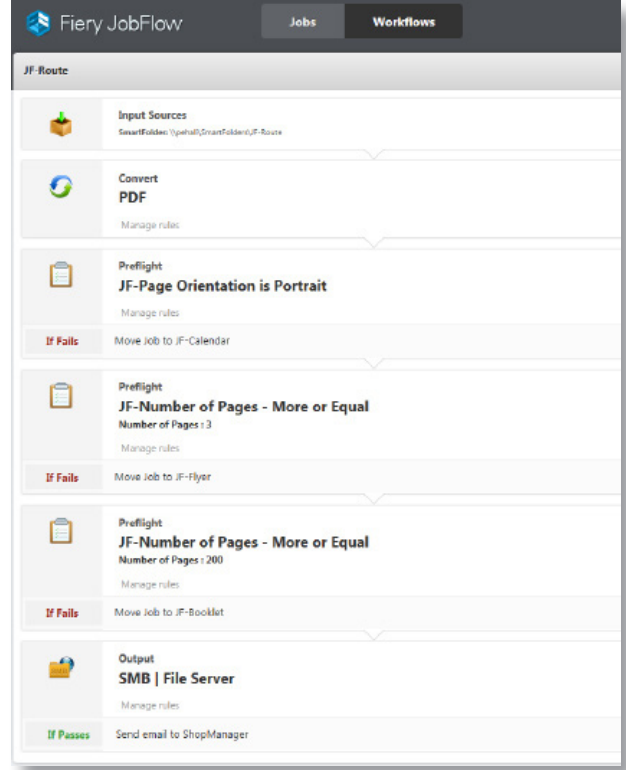 Fiery JobFlow
Jobs
Workflows
JF-Route
Input Sources
SmartFolder: \\pehall\SmartFolders\JF-Route
Convert
PDF
Manage rules
Preflight
JF-Page Orientation is Portrait
Manage rules
If Fails
Move Job to JF-Calendar
Preflight
JF-Number of Pages - More or Equal
Number of Pages : 3
Manage rules
If Fails
Move Job to JF-Flyer
Preflight
JF-Number of Pages - More or Equal
Number of Pages : 200
Manage rules
If Fails
Move Job to JF-Booklet
Output
SMB | File Server
Manage rules
If Passes
Send email to ShopManager